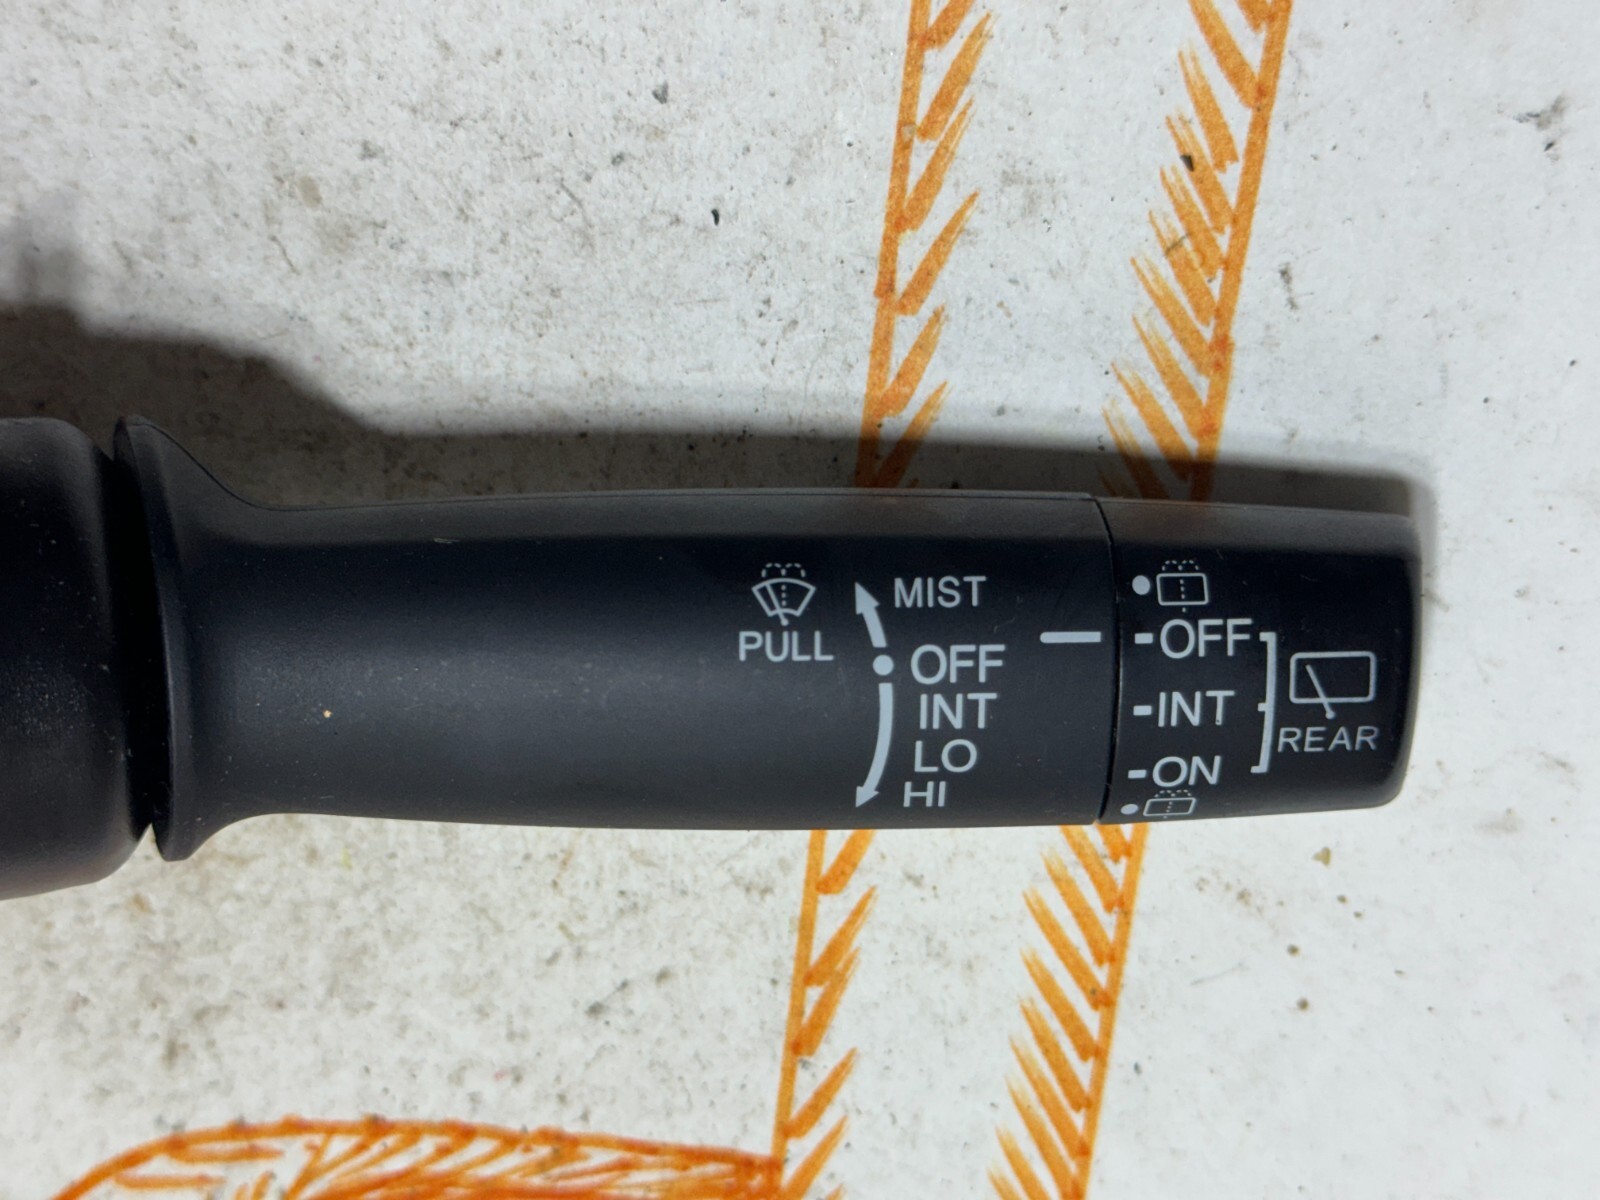 PULL
MIST
OFF
INT
LO
HI
-OFF
-INT
-ON
REAR